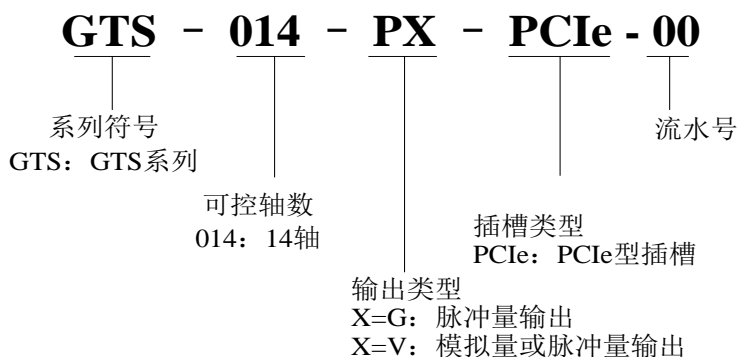 GTS - 014 - PX - PCIe - 00
系列符号
GTS：GTS系列
流水号
可控轴数
014：14轴
插槽类型
PCIe：PCIe型插槽
输出类型
X=G：脉冲量输出
X=V：模拟量或脉冲量输出